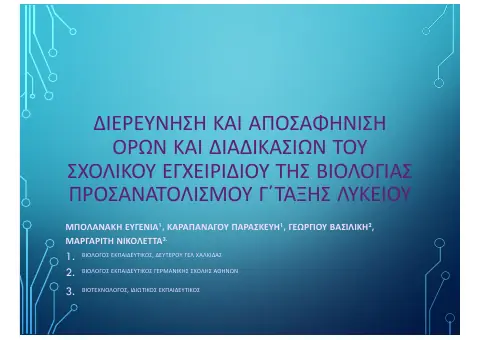 ΔΙΕΡΕΥΝΗΣΗ ΚΑΙ ΑΠΟΣΑΦΗΝΙΣΗ
ΟΡΩΝ ΚΑΙ ΔΙΑΔΙΚΑΣΙΩΝ ΤΟΥ
ΣΧΟΛΙΚΟΥ ΕΓΧΕΙΡΙΔΙΟΥ ΤΗΣ ΒΙΟΛΟΓΙΑΣ
ΠΡΟΣΑΝΑΤΟΛΙΣΜΟΥ Γ΄ΤΑΞΗΣ ΛΥΚΕΙΟΥ
ΜΠΟΛΑΝΑΚΗ ΕΥΓΕΝΙΑ¹, ΚΑΡΑΠΑΝΑΓΟΥ ΠΑΡΑΣΚΕΥΗ¹, ΓΕΩΡΓΙΟΥ ΒΑΣΙΛΙΚΗ²,
ΜΑΡΓΑΡΙΤΗ ΝΙΚΟΛΕΤΤΑ³
1. ΒΙΟΛΟΓΟΣ ΕΚΠΑΙΔΕΥΤΙΚΟΣ, ΔΕΥΤΕΡΟΥ ΓΕΛ ΧΑΛΚΙΔΑΣ
2. ΒΙΟΛΟΓΟΣ ΕΚΠΑΙΔΕΥΤΙΚΟΣ ΓΕΡΜΑΝΙΚΗΣ ΣΧΟΛΗΣ ΑΘΗΝΩΝ
3. ΒΙΟΤΕΧΝΟΛΟΓΟΣ, ΙΔΙΩΤΙΚΟΣ ΕΚΠΑΙΔΕΥΤΙΚΟΣ